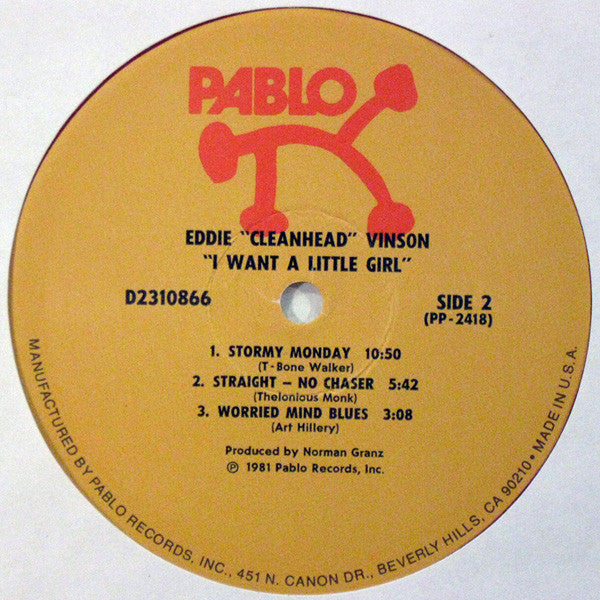 PABLO
EDDIE "CLEANHEAD" VINSON
"I WANT A LITTLE GIRL"
D2310866
SIDE 2
(PP-2418)
1. STORMY MONDAY 10:50
(T-Bone Walker)
2. STRAIGHT – NO CHASER 5:42
(Thelonious Monk)
3. WORRIED MIND BLUES 3:08
(Art Hillery)
Produced by Norman Granz
℗ 1981 Pablo Records, Inc.
MANUFACTURED BY PABLO RECORDS, INC., 451 N. CANON DR., BEVERLY HILLS, CA 90210 • MADE IN U.S.A.